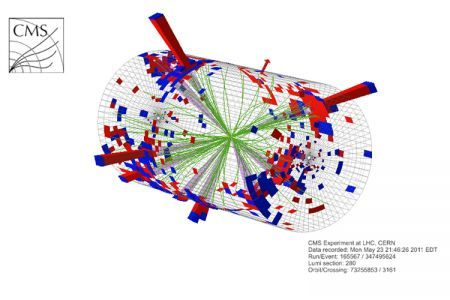 CMS
CMS Experiment at LHC, CERN
Data recorded: Mon May 23 21:46:26 2011 EDT
Run/Event: 165567 / 347495624
Lumi section: 280
Orbit/Crossing: 73255853 / 3161